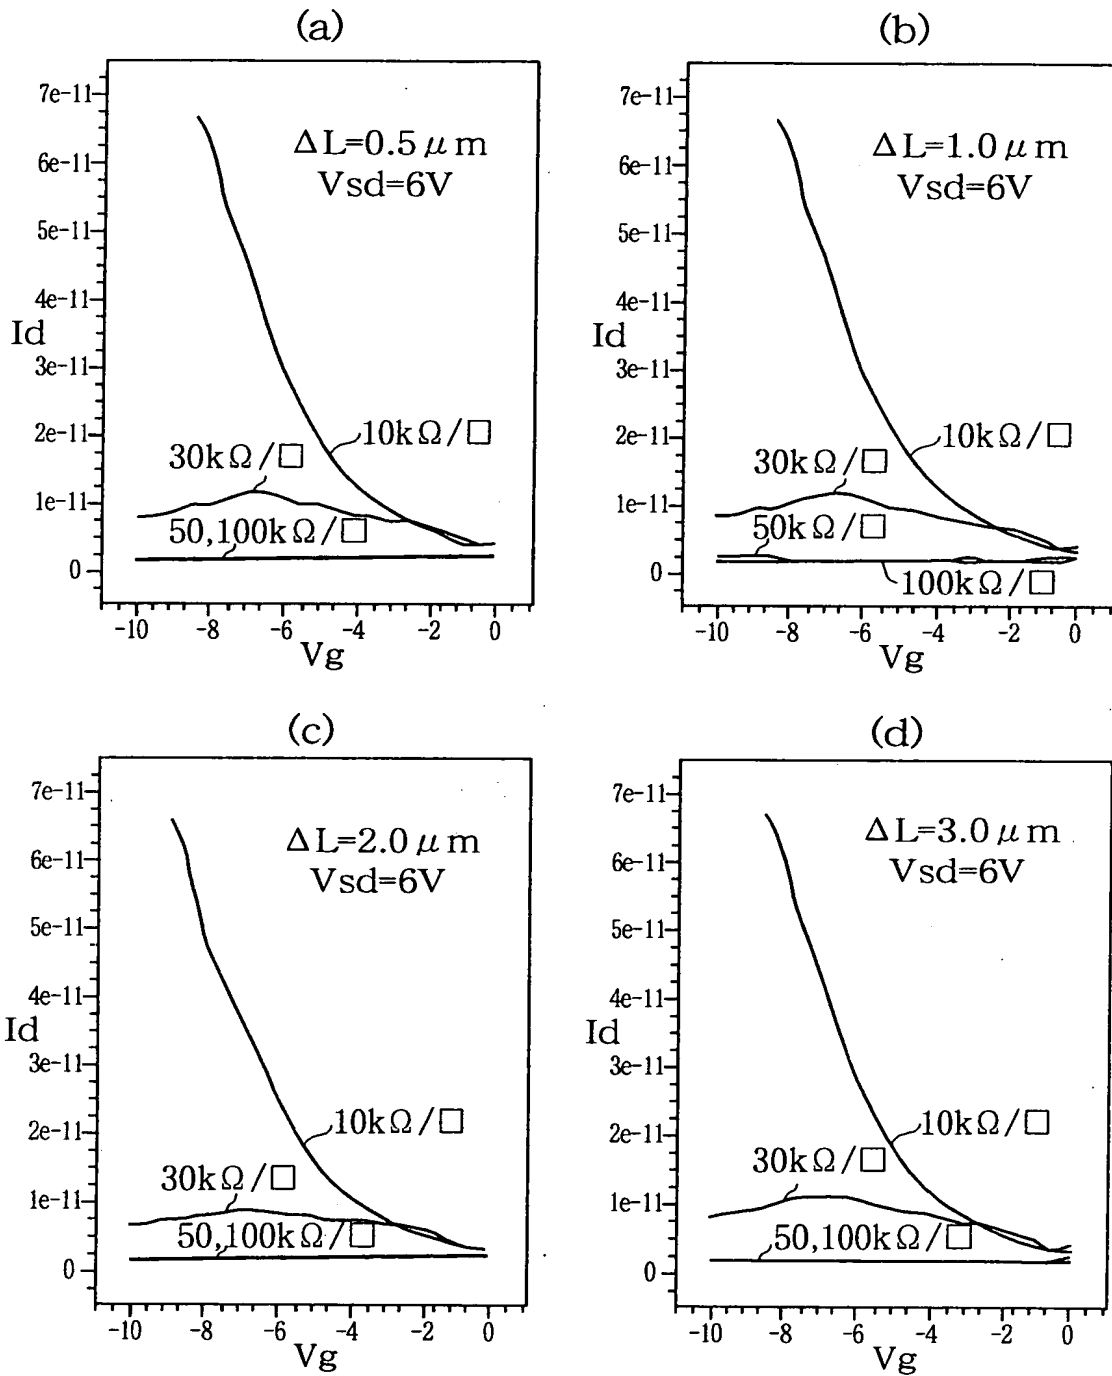 (a)
7e-11
6e-11
5e-11
4e-11
3e-11
2e-11
1e-11
0
Id
ΔL=0.5μm
Vsd=6V
10kΩ/□
30kΩ/□
50,100kΩ/□
-10 -8 -6 -4 -2 0
Vg
(b)
7e-11
6e-11
5e-11
4e-11
3e-11
2e-11
1e-11
0
Id
ΔL=1.0μm
Vsd=6V
10kΩ/□
30kΩ/□
50kΩ/□
100kΩ/□
-10 -8 -6 -4 -2 0
Vg
(c)
7e-11
6e-11
5e-11
4e-11
3e-11
2e-11
1e-11
0
Id
ΔL=2.0μm
Vsd=6V
10kΩ/□
30kΩ/□
50,100kΩ/□
-10 -8 -6 -4 -2 0
Vg
(d)
7e-11
6e-11
5e-11
4e-11
3e-11
2e-11
1e-11
0
Id
ΔL=3.0μm
Vsd=6V
10kΩ/□
30kΩ/□
50,100kΩ/□
-10 -8 -6 -4 -2 0
Vg